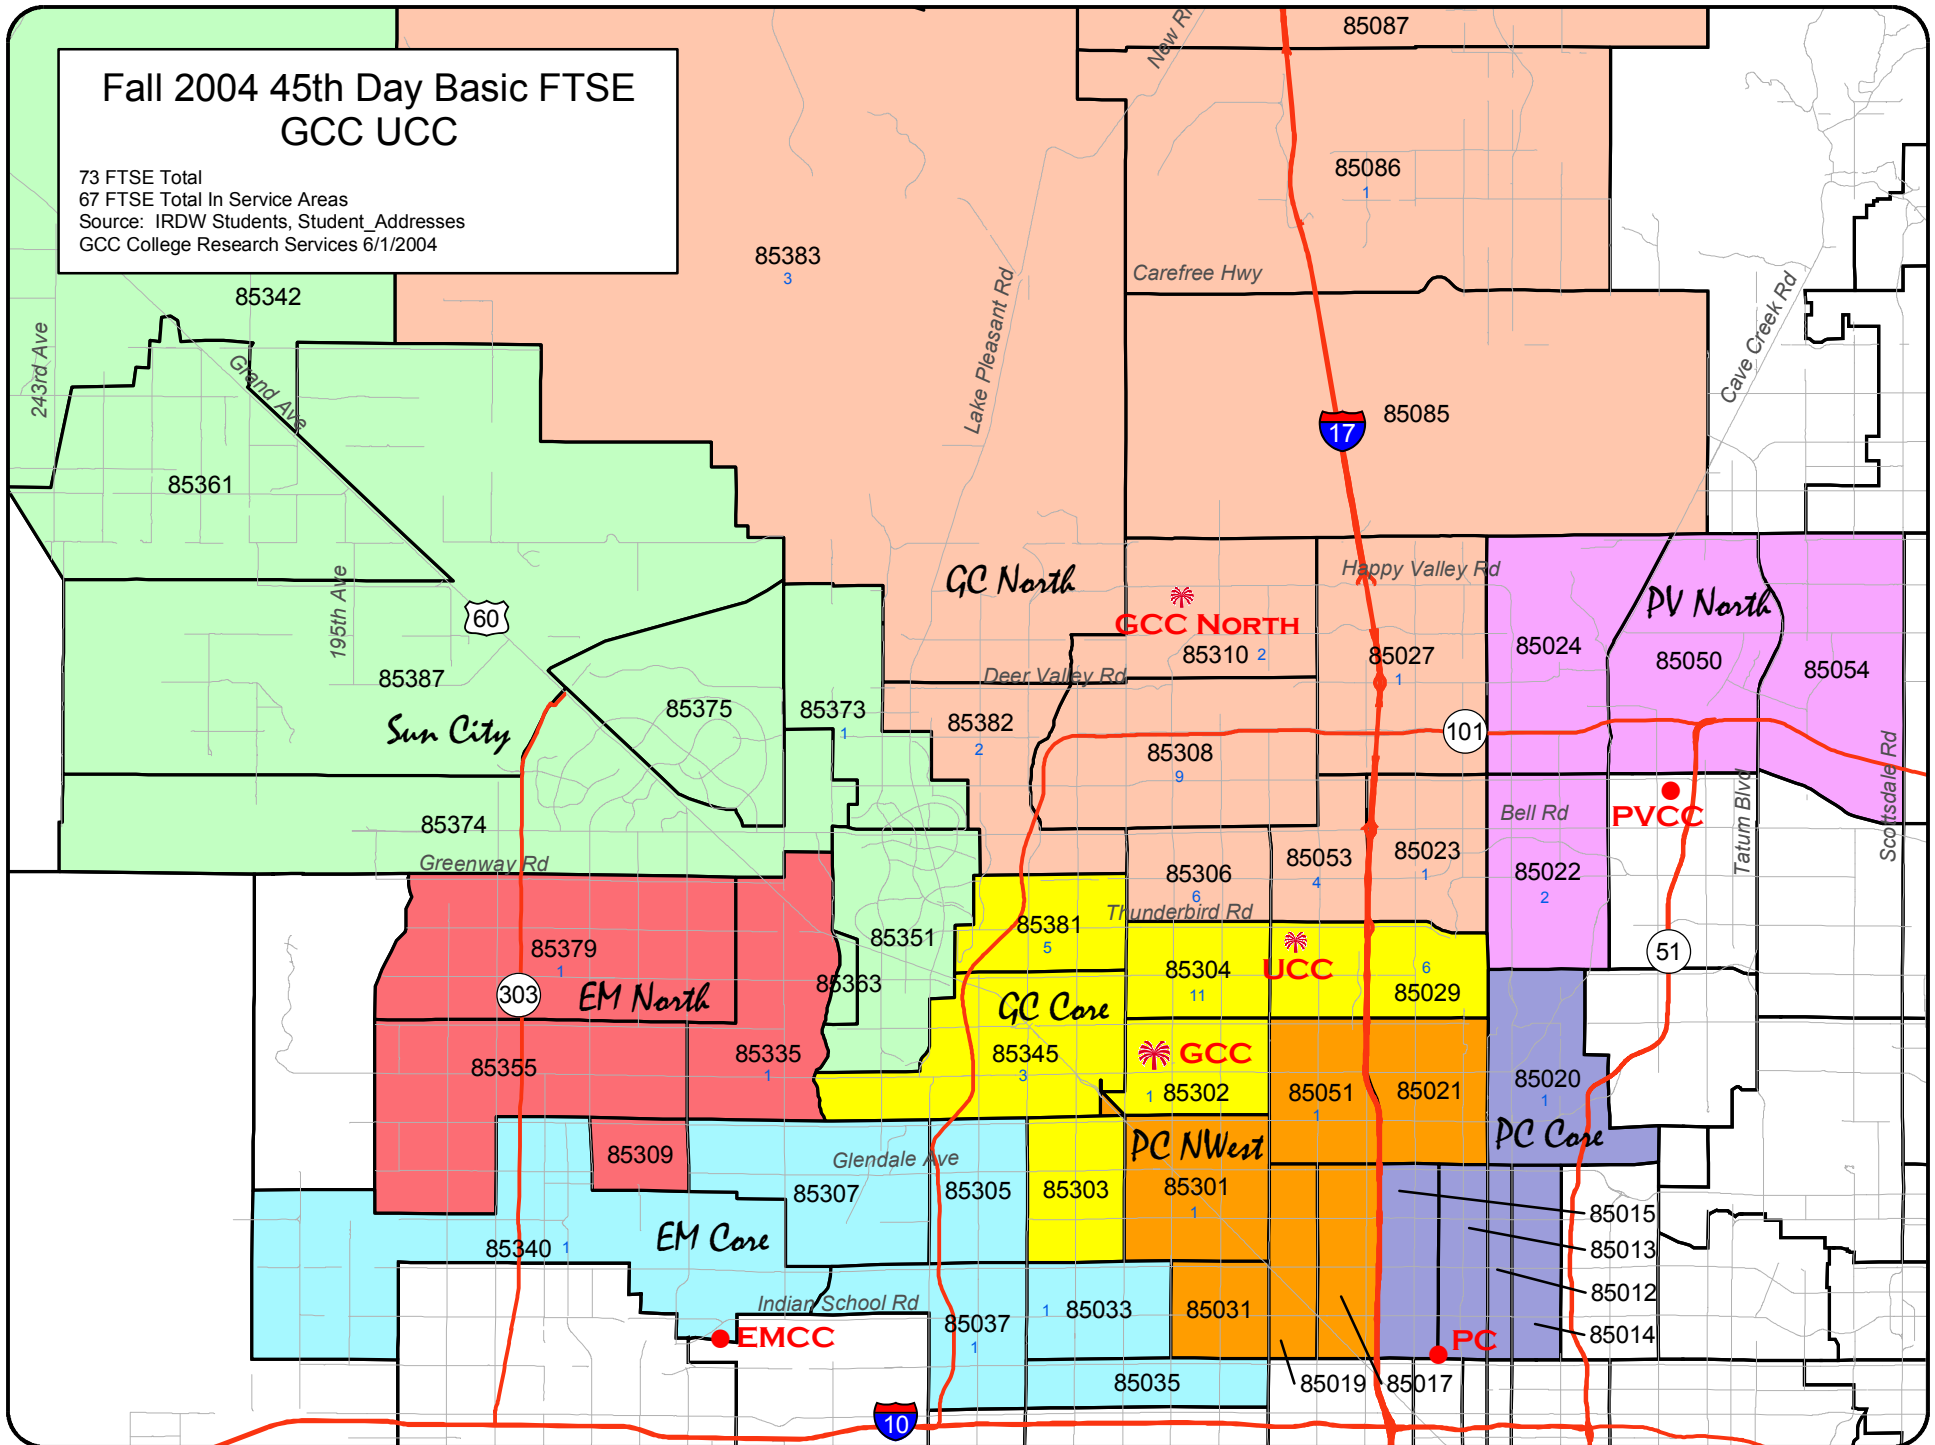 Fall 2004 45th Day Basic FTSE
GCC UCC
73 FTSE Total
67 FTSE Total In Service Areas
Source: IRDW Students, Student_Addresses
GCC College Research Services 6/1/2004
85087
New Ri
85086
1
85383
3
Carefree Hwy
85342
243rd Ave
Grand Ave
Lake Pleasant Rd
Cave Creek Rd
85085
17
85361
195th Ave
60
GC North
Happy Valley Rd
GCC North
85310 2
85027
1
PV North
85024
85050
85054
85387
Deer Valley Rd
85375
85373
1
85382
2
Sun City
101
85308
9
Scottsdale Rd
Tatum Blvd
PVCC
Bell Rd
85374
Greenway Rd
85306
6
85053
4
85023
1
85022
2
Thunderbird Rd
85381
5
85351
85379
1
303
EM North
85363
85304
11
UCC
6
85029
51
GC Core
85355
85335
1
85345
3
GCC
1 85302
85051
1
85021
85020
1
PC Core
85309
Glendale Ave
PC NWest
85307
85305
85303
85301
1
85015
85013
85012
85014
EM Core
85340 1
Indian School Rd
EMCC
85037
1
1 85033
85031
PC
85035
85019
85017
10